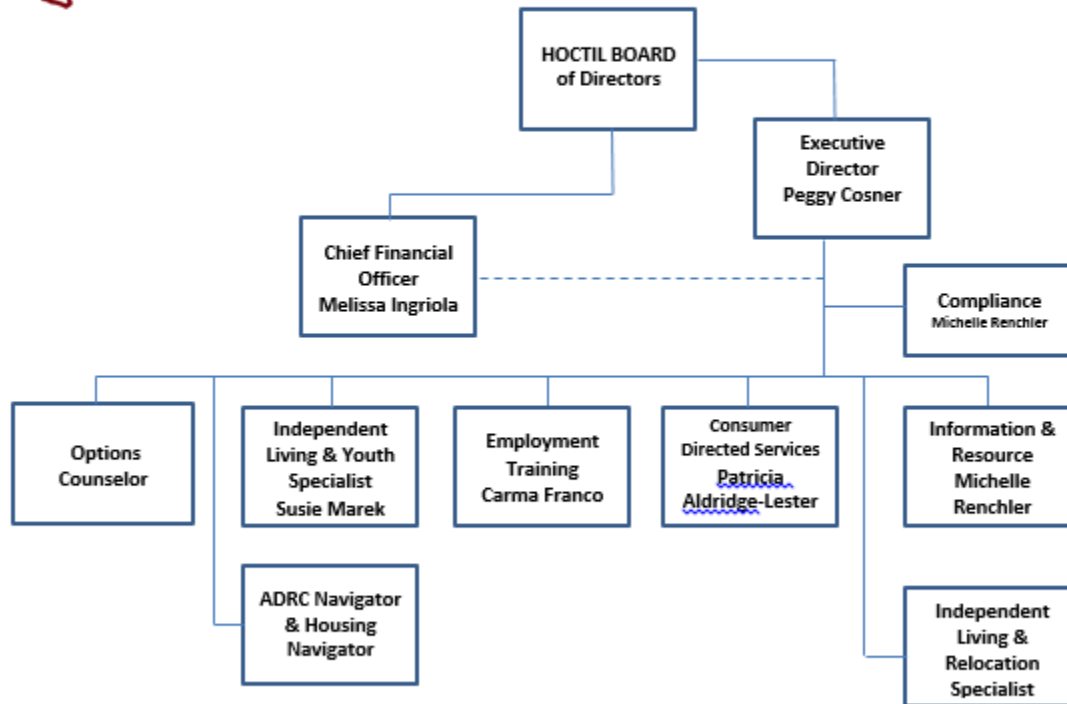 HOCTIL BOARD
of Directors
Executive
Director
Peggy Cosner
Chief Financial
Officer
Melissa Ingriola
Compliance
Michelle Renchler
Options
Counselor
Independent
Living & Youth
Specialist
Susie Marek
Employment
Training
Carma Franco
Consumer
Directed Services
Patricia
Aldridge-Lester
Information &
Resource
Michelle
Renchler
ADRC Navigator
& Housing
Navigator
Independent
Living &
Relocation
Specialist